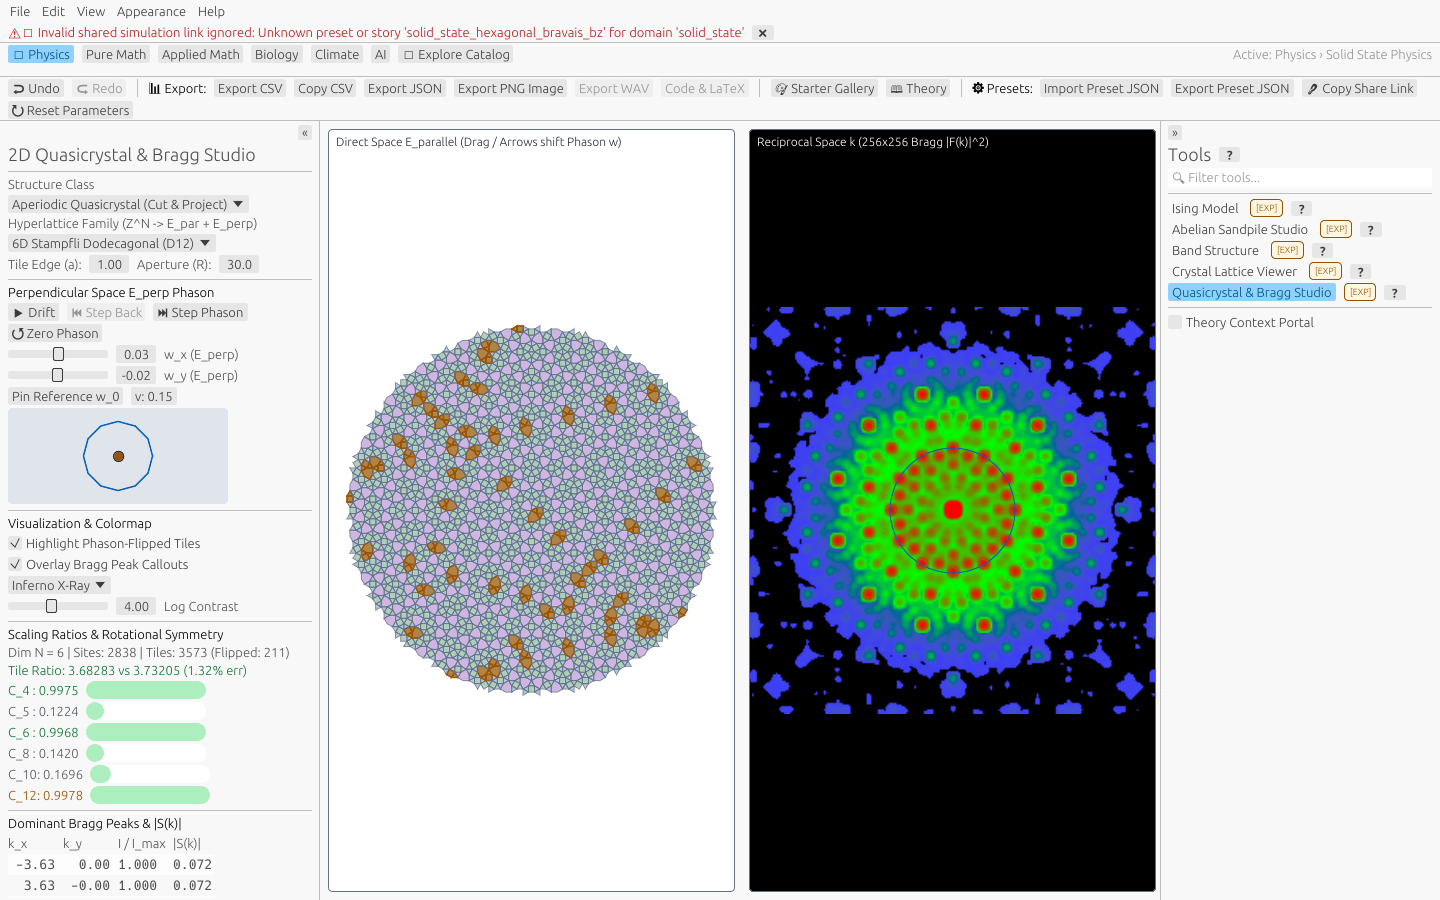 File Edit View Appearance Help
⚠ □ Invalid shared simulation link ignored: Unknown preset or story 'solid_state_hexagonal_bravais_bz' for domain 'solid_state' ×
□ Physics Pure Math Applied Math Biology Climate AI □ Explore Catalog Active: Physics › Solid State Physics
Undo Redo Export: Export CSV Copy CSV Export JSON Export PNG Image Export WAV Code & LaTeX Starter Gallery Theory Presets: Import Preset JSON Export Preset JSON Copy Share Link
Reset Parameters
«
2D Quasicrystal & Bragg Studio
Structure Class
Aperiodic Quasicrystal (Cut & Project)
Hyperlattice Family (Z^N -> E_par + E_perp)
6D Stampfli Dodecagonal (D12)
Tile Edge (a): 1.00 Aperture (R): 30.0
Perpendicular Space E_perp Phason
Drift Step Back Step Phason
Zero Phason
0.03 w_x (E_perp)
-0.02 w_y (E_perp)
Pin Reference w_0 v: 0.15
Visualization & Colormap
Highlight Phason-Flipped Tiles
Overlay Bragg Peak Callouts
Inferno X-Ray
4.00 Log Contrast
Scaling Ratios & Rotational Symmetry
Dim N = 6 | Sites: 2838 | Tiles: 3573 (Flipped: 211)
Tile Ratio: 3.68283 vs 3.73205 (1.32% err)
C_4 : 0.9975
C_5 : 0.1224
C_6 : 0.9968
C_8 : 0.1420
C_10: 0.1696
C_12: 0.9978
Dominant Bragg Peaks & |S(k)|
k_x k_y I / I_max |S(k)|
-3.63 0.00 1.000 0.072
3.63 -0.00 1.000 0.072
Direct Space E_parallel (Drag / Arrows shift Phason w)
Reciprocal Space k (256x256 Bragg |F(k)|^2)
»
Tools ?
Filter tools...
Ising Model [EXP] ?
Abelian Sandpile Studio [EXP] ?
Band Structure [EXP] ?
Crystal Lattice Viewer [EXP] ?
Quasicrystal & Bragg Studio [EXP] ?
Theory Context Portal